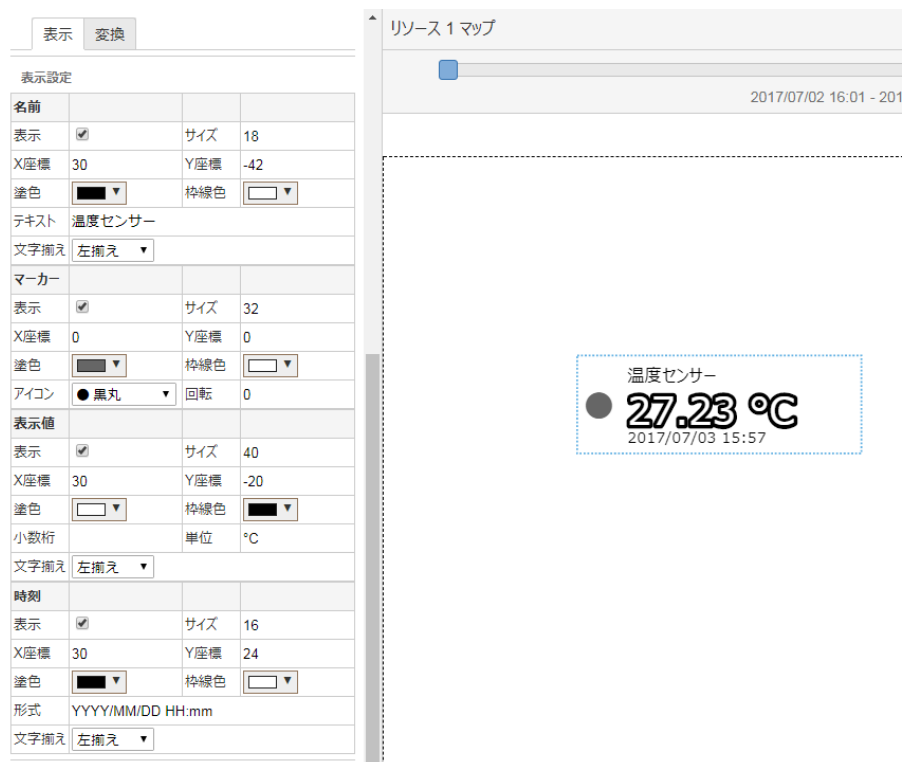 表示 変換
表示設定
名前
表示 サイズ 18
X座標 30 Y座標 -42
塗色 枠線色
テキスト 温度センサー
文字揃え 左揃え
マーカー
表示 サイズ 32
X座標 0 Y座標 0
塗色 枠線色
アイコン ●黒丸 回転 0
表示値
表示 サイズ 40
X座標 30 Y座標 -20
塗色 枠線色
小数桁 単位 °C
文字揃え 左揃え
時刻
表示 サイズ 16
X座標 30 Y座標 24
塗色 枠線色
形式 YYYY/MM/DD HH:mm
文字揃え 左揃え
リソース 1 マップ
2017/07/02 16:01 - 201
温度センサー
27.23 °C
2017/07/03 15:57